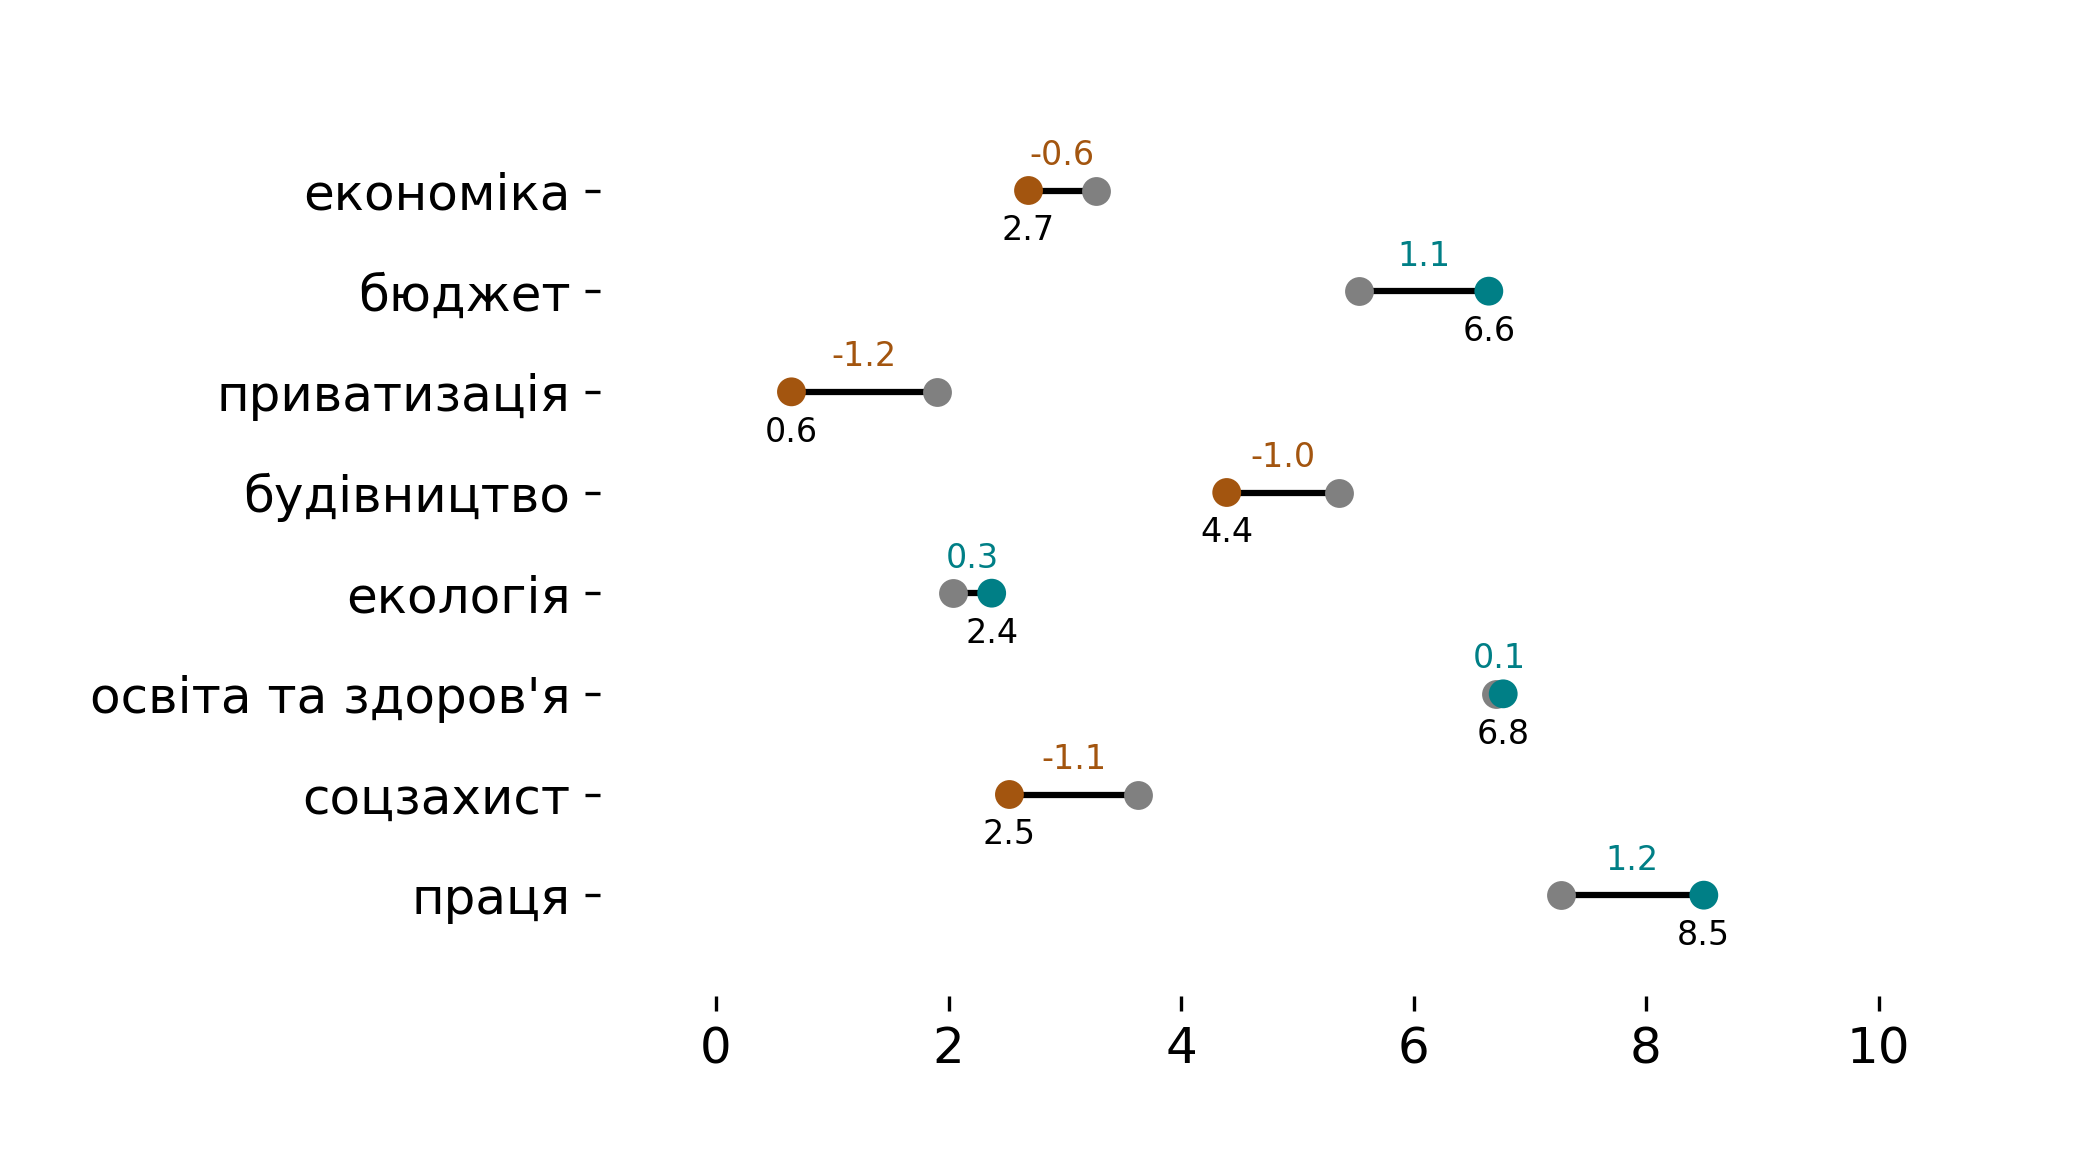 -0.6
економіка
2.7
1.1
бюджет
6.6
-1.2
приватизація
0.6
-1.0
будівництво
4.4
0.3
екологія
2.4
0.1
освіта та здоров'я
6.8
-1.1
соцзахист
2.5
1.2
праця
8.5
0 2 4 6 8 10